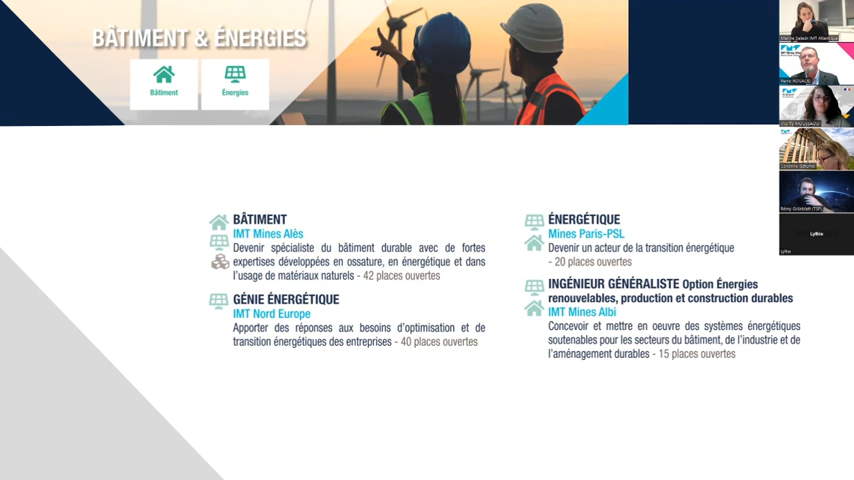 BÂTIMENT & ÉNERGIES
Bâtiment
Énergies
BÂTIMENT
IMT Mines Alès
Devenir spécialiste du bâtiment durable avec de fortes
expertises développées en ossature, en énergétique et dans
l'usage de matériaux naturels - 42 places ouvertes
GÉNIE ÉNERGÉTIQUE
IMT Nord Europe
Apporter des réponses aux besoins d'optimisation et de
transition énergétiques des entreprises - 40 places ouvertes
ÉNERGÉTIQUE
Mines Paris-PSL
Devenir un acteur de la transition énergétique
- 20 places ouvertes
INGÉNIEUR GÉNÉRALISTE Option Énergies
renouvelables, production et construction durables
IMT Mines Albi
Concevoir et mettre en oeuvre des systèmes énergétiques
soutenables pour les secteurs du bâtiment, de l'industrie et de
l'aménagement durables - 15 places ouvertes
IMT Atlantique
Lylhie
Lylhie